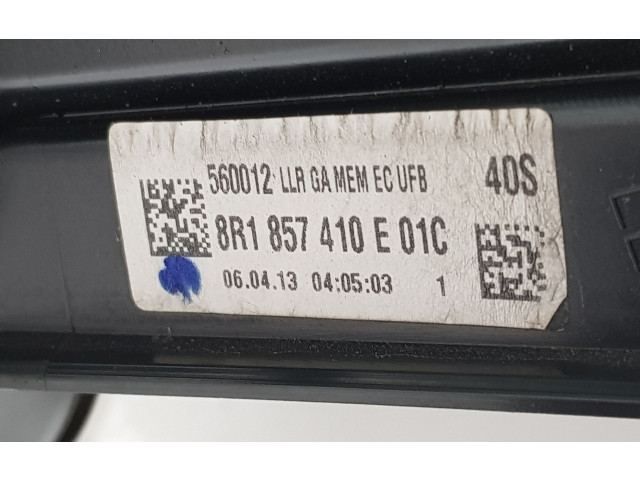 560012 LLR GA MEM EC UFB 40S
8R1 857 410 E 01C
06.04.13 04:05:03 1